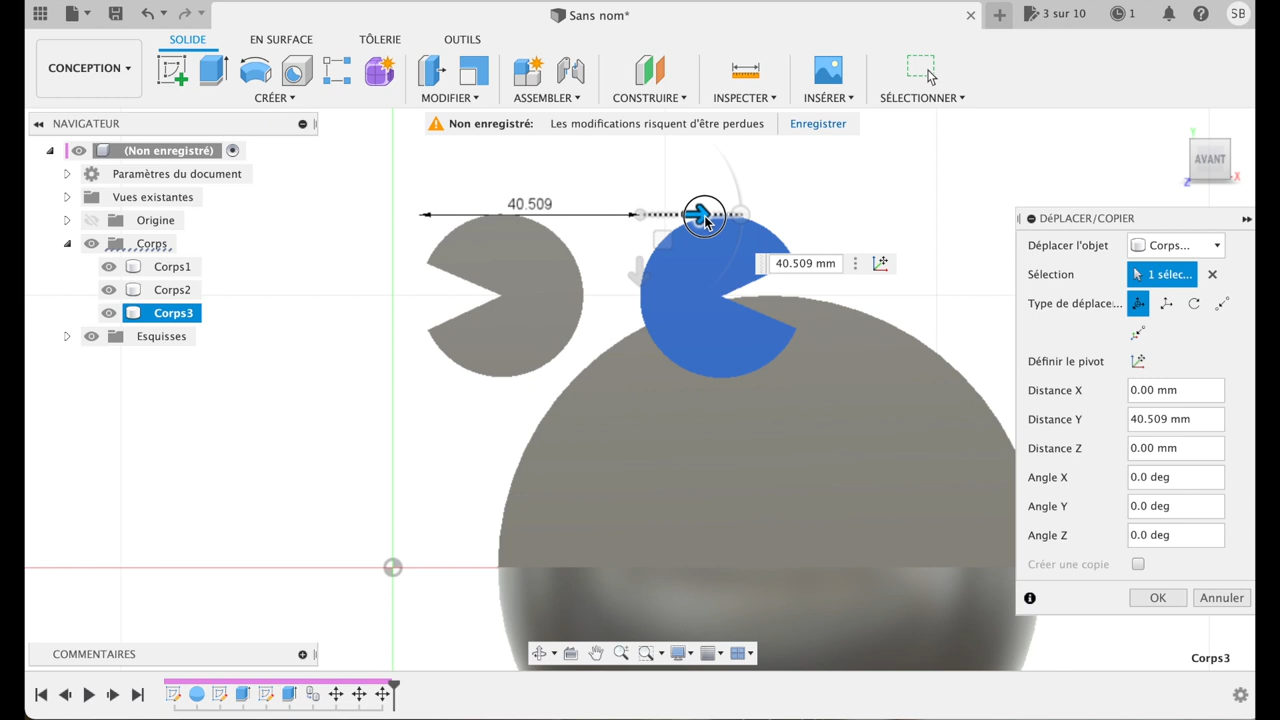 Sans nom*
3 sur 10
1
SB
CONCEPTION
SOLIDE
EN SURFACE
TÔLERIE
OUTILS
CRÉER
MODIFIER
ASSEMBLER
CONSTRUIRE
INSPECTER
INSÉRER
SÉLECTIONNER
NAVIGATEUR
Non enregistré: Les modifications risquent d'être perdues Enregistrer
(Non enregistré)
Paramètres du document
Vues existantes
Origine
Corps
Corps1
Corps2
Corps3
Esquisses
40.509
40.509 mm
Y
AVANT
Z
X
DéPLACER/COPIER
Déplacer l'objet Corps...
Sélection 1 sélec...
Type de déplace...
Définir le pivot
Distance X 0.00 mm
Distance Y 40.509 mm
Distance Z 0.00 mm
Angle X 0.0 deg
Angle Y 0.0 deg
Angle Z 0.0 deg
Créer une copie
OK Annuler
COMMENTAIRES
Corps3